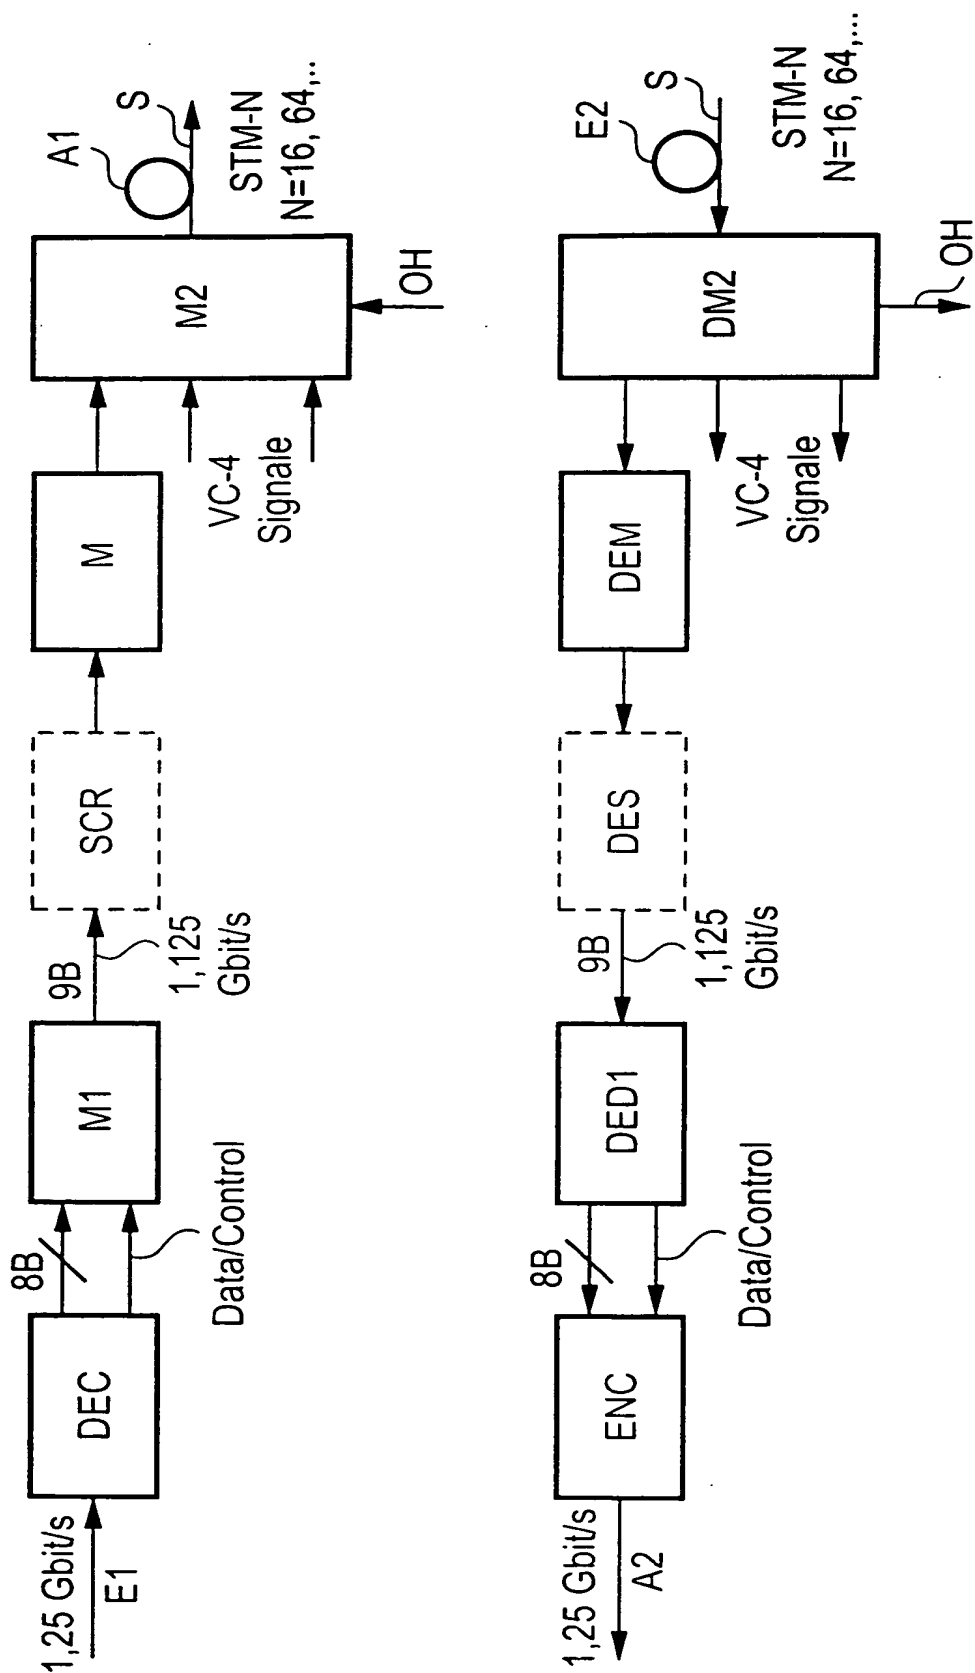 1,25 Gbit/s
E1
DEC
8B
Data/Control
M1
9B
1,125
Gbit/s
SCR
M
VC-4
Signale
M2
OH
A1
S
STM-N
N=16, 64,..
1,25 Gbit/s
A2
ENC
8B
Data/Control
DED1
9B
1,125
Gbit/s
DES
DEM
VC-4
Signale
DM2
OH
E2
S
STM-N
N=16, 64,...